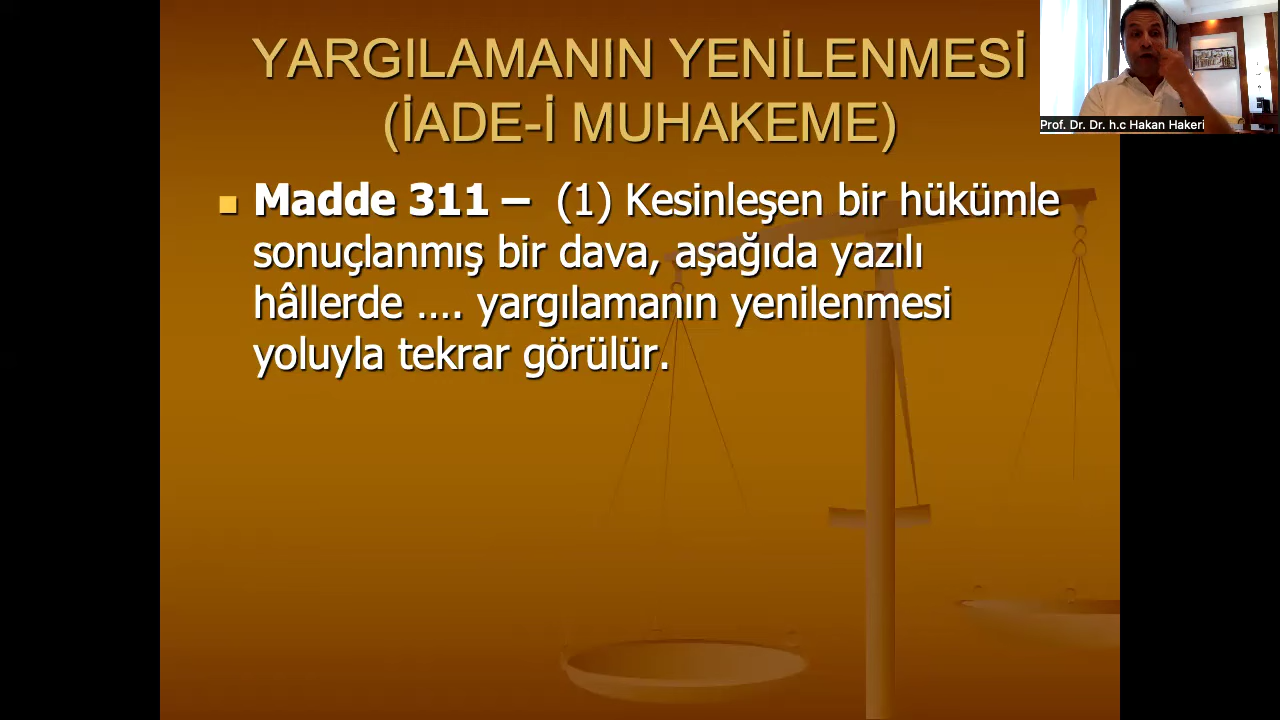 YARGILAMANIN YENİLENMESİ
(İADE-İ MUHAKEME)
Madde 311 – (1) Kesinleşen bir hükümle
sonuçlanmış bir dava, aşağıda yazılı
hâllerde …. yargılamanın yenilenmesi
yoluyla tekrar görülür.
Prof. Dr. Dr. h.c Hakan Hakeri